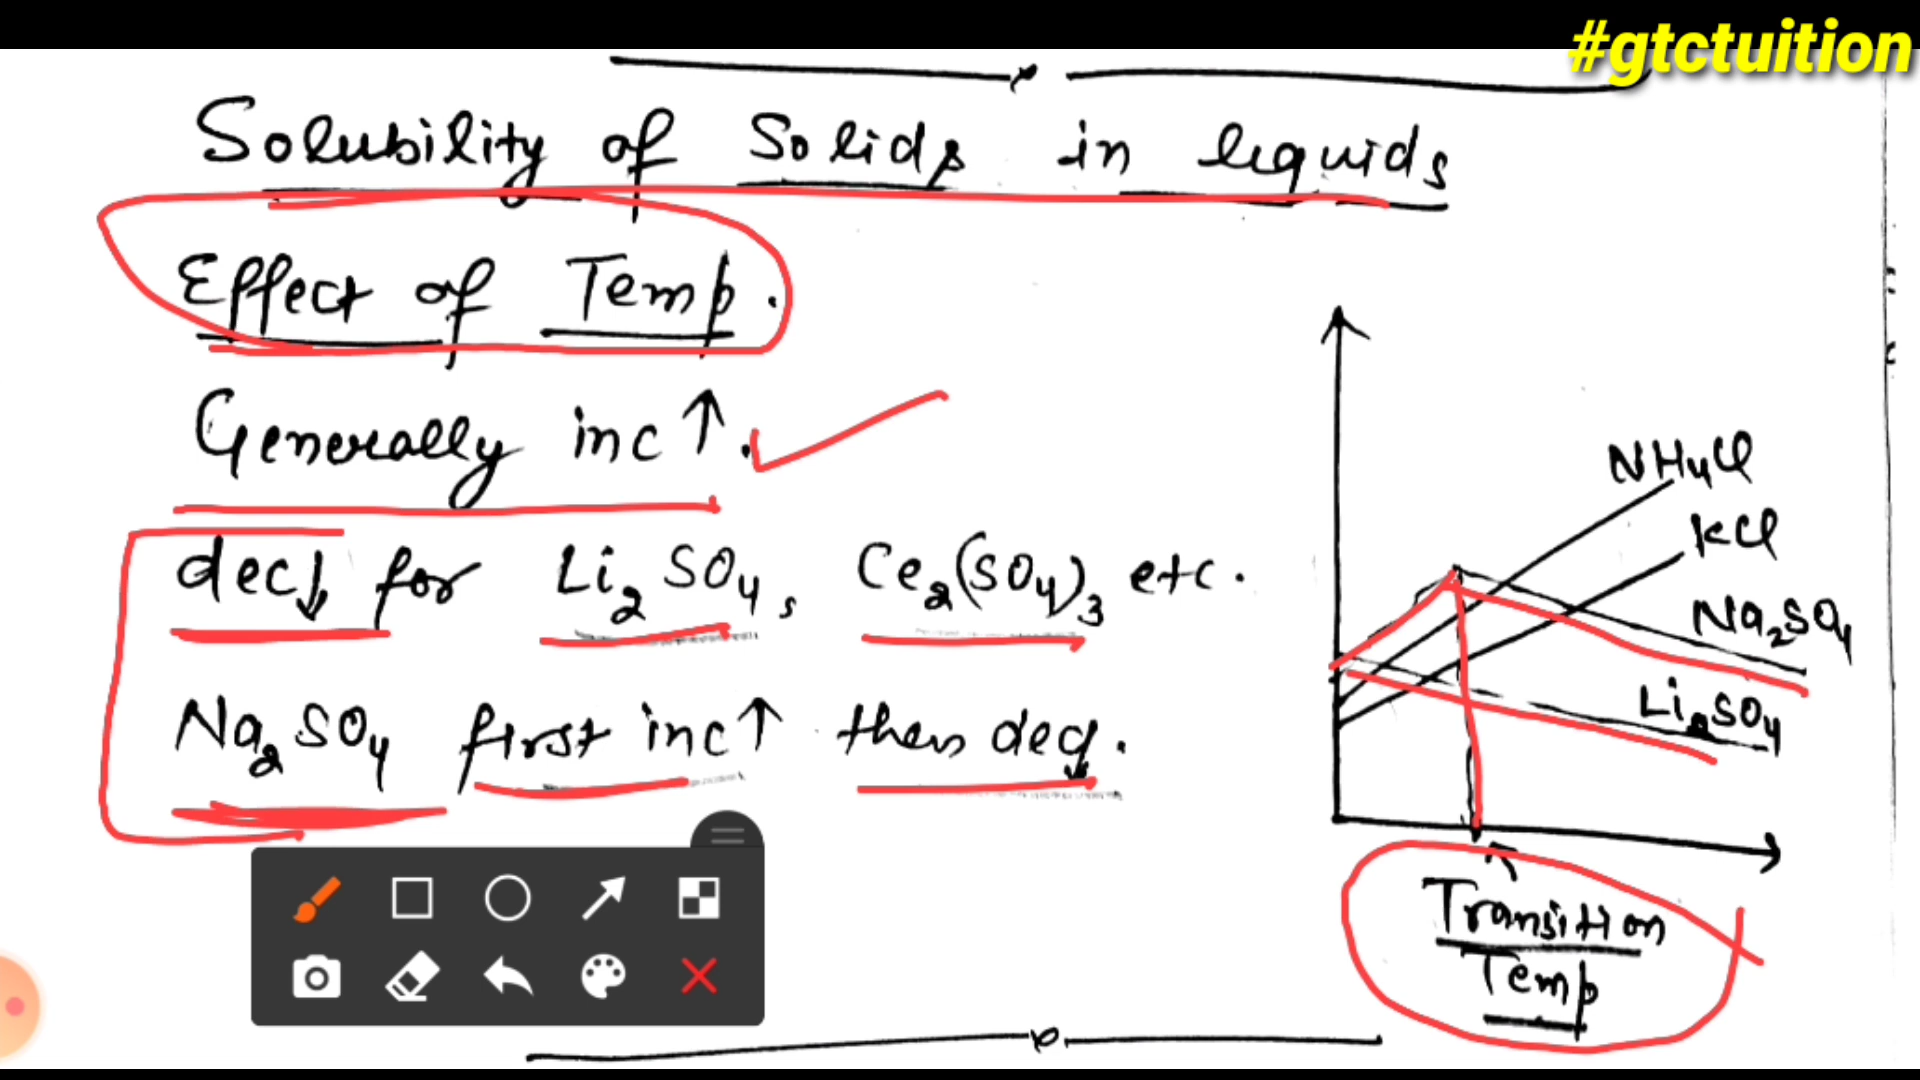 #gtctuition
Solubility of Solids in liquids
Effect of Temp.
Generally inc↑.
dec↓ for Li₂SO₄, Ce₂(SO₄)₃ etc.
Na₂SO₄ first inc↑ then dec↓.
NH₄Cl
KCl
Na₂SO₄
Li₂SO₄
Transition
Temp